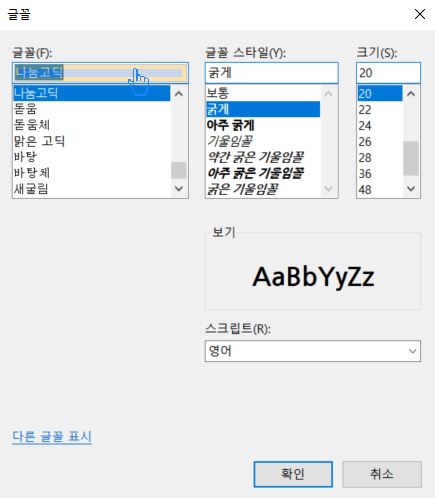 글꼴
글꼴(F):
나눔고딕
나눔고딕
돋움
돋움체
맑은 고딕
바탕
바탕체
새굴림
글꼴 스타일(Y):
굵게
보통
굵게
아주 굵게
기울임꼴
약간 굵은 기울임꼴
아주 굵은 기울임꼴
굵은 기울임꼴
크기(S):
20
20
22
24
26
28
36
48
보기
AaBbYyZz
스크립트(R):
영어
다른 글꼴 표시
확인
취소